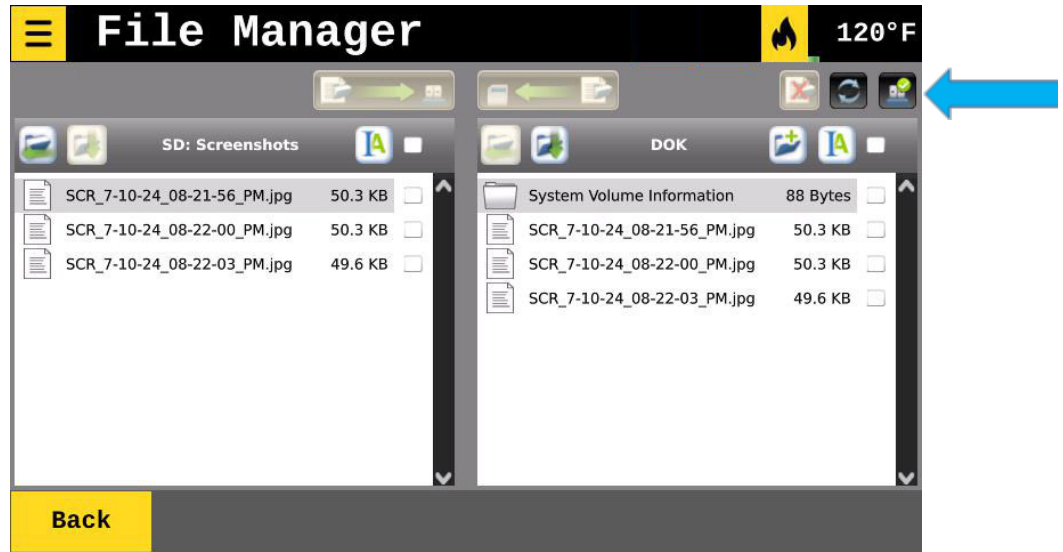 File Manager
120°F
SD: Screenshots
SCR_7-10-24_08-21-56_PM.jpg 50.3 KB
SCR_7-10-24_08-22-00_PM.jpg 50.3 KB
SCR_7-10-24_08-22-03_PM.jpg 49.6 KB
DOK
System Volume Information 88 Bytes
SCR_7-10-24_08-21-56_PM.jpg 50.3 KB
SCR_7-10-24_08-22-00_PM.jpg 50.3 KB
SCR_7-10-24_08-22-03_PM.jpg 49.6 KB
Back